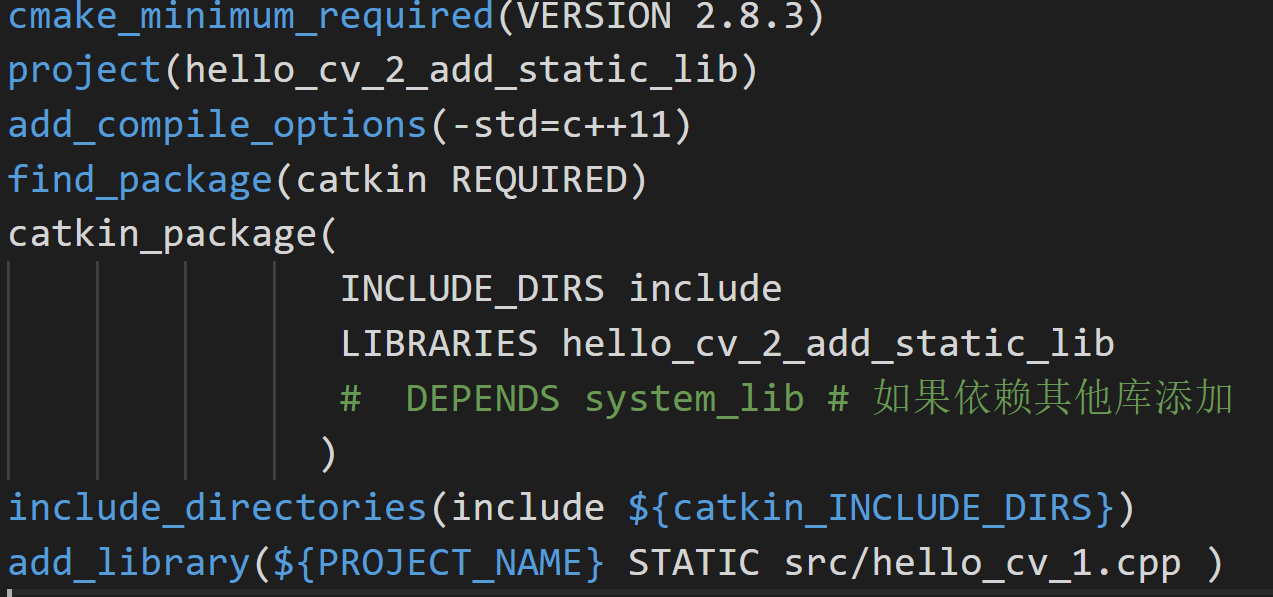 cmake_minimum_required(VERSION 2.8.3)
project(hello_cv_2_add_static_lib)
add_compile_options(-std=c++11)
find_package(catkin REQUIRED)
catkin_package(
INCLUDE_DIRS include
LIBRARIES hello_cv_2_add_static_lib
#  DEPENDS system_lib # 如果依赖其他库添加
)
include_directories(include ${catkin_INCLUDE_DIRS})
add_library(${PROJECT_NAME} STATIC src/hello_cv_1.cpp )